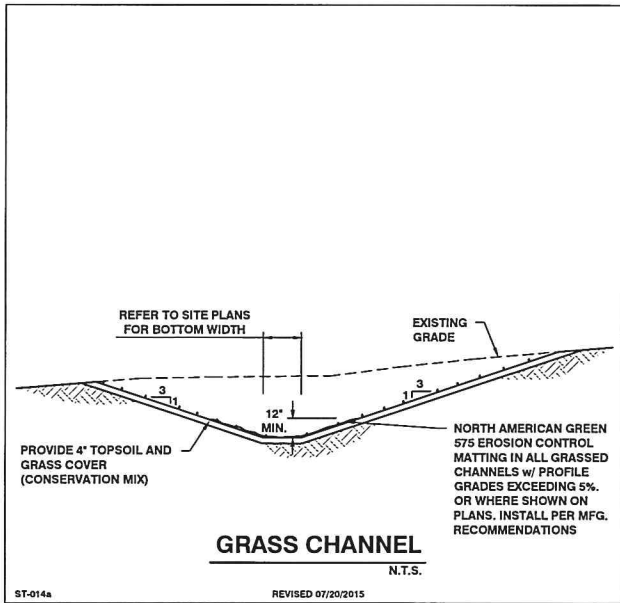 REFER TO SITE PLANS
FOR BOTTOM WIDTH
EXISTING
GRADE
3
1
3
1
12"
MIN.
PROVIDE 4" TOPSOIL AND
GRASS COVER
(CONSERVATION MIX)
NORTH AMERICAN GREEN
575 EROSION CONTROL
MATTING IN ALL GRASSED
CHANNELS w/ PROFILE
GRADES EXCEEDING 5%.
OR WHERE SHOWN ON
PLANS. INSTALL PER MFG.
RECOMMENDATIONS
GRASS CHANNEL
N.T.S.
ST-014a
REVISED 07/20/2015